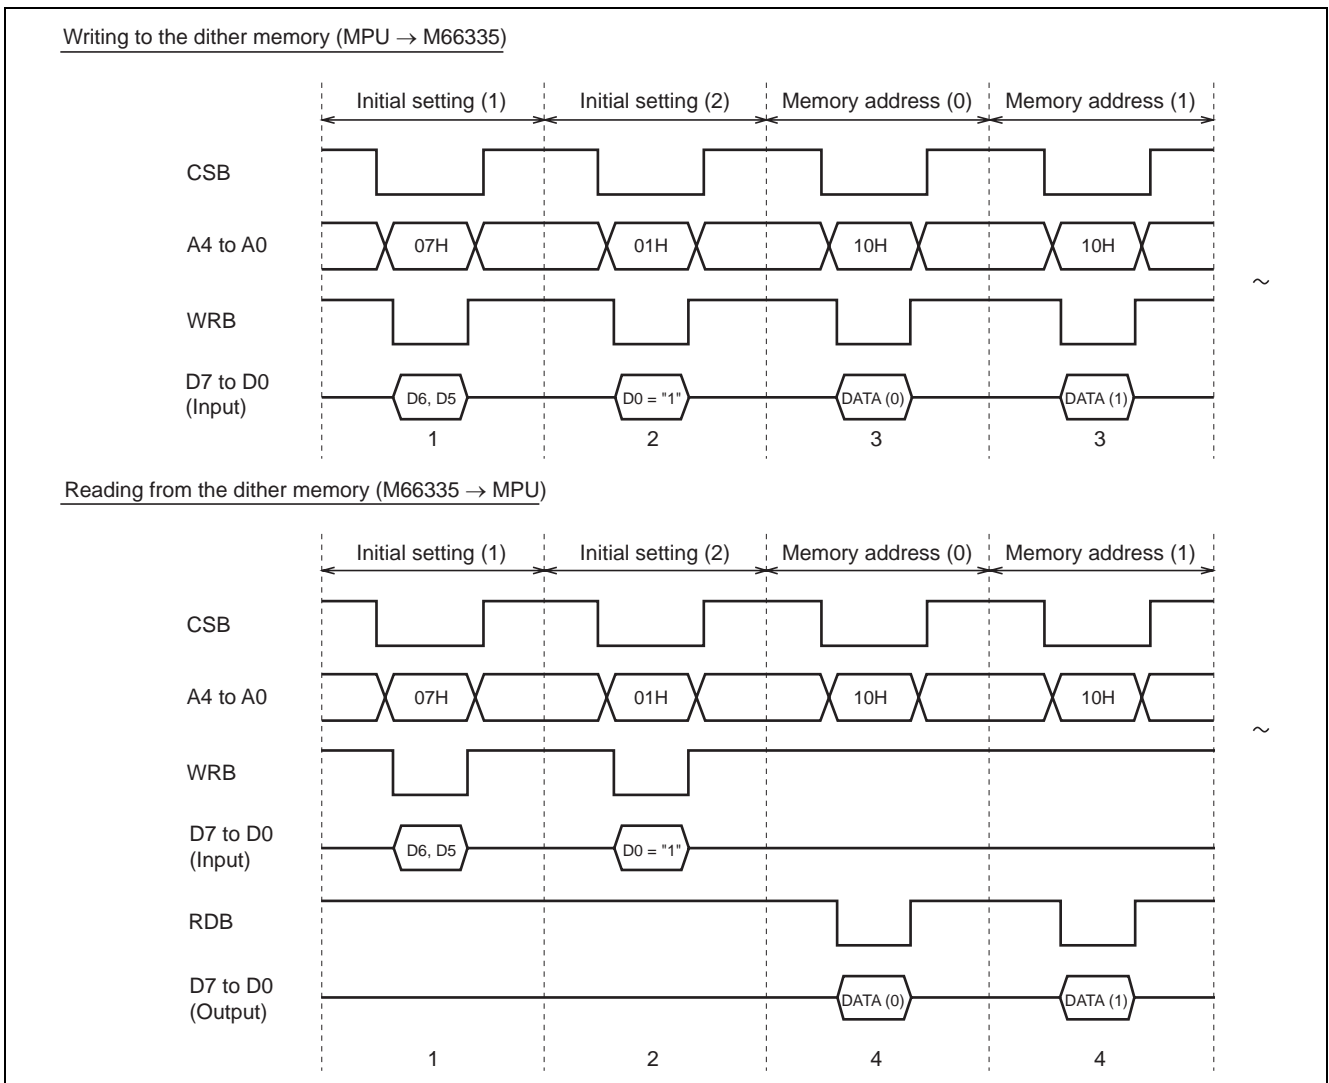 Writing to the dither memory (MPU → M66335)
Initial setting (1) Initial setting (2) Memory address (0) Memory address (1)
CSB
A4 to A0 07H 01H 10H 10H
~
WRB
D7 to D0
(Input) D6, D5 D0 = "1" DATA (0) DATA (1)
1 2 3 3
Reading from the dither memory (M66335 → MPU)
Initial setting (1) Initial setting (2) Memory address (0) Memory address (1)
CSB
A4 to A0 07H 01H 10H 10H
~
WRB
D7 to D0
(Input) D6, D5 D0 = "1"
RDB
D7 to D0
(Output) DATA (0) DATA (1)
1 2 4 4